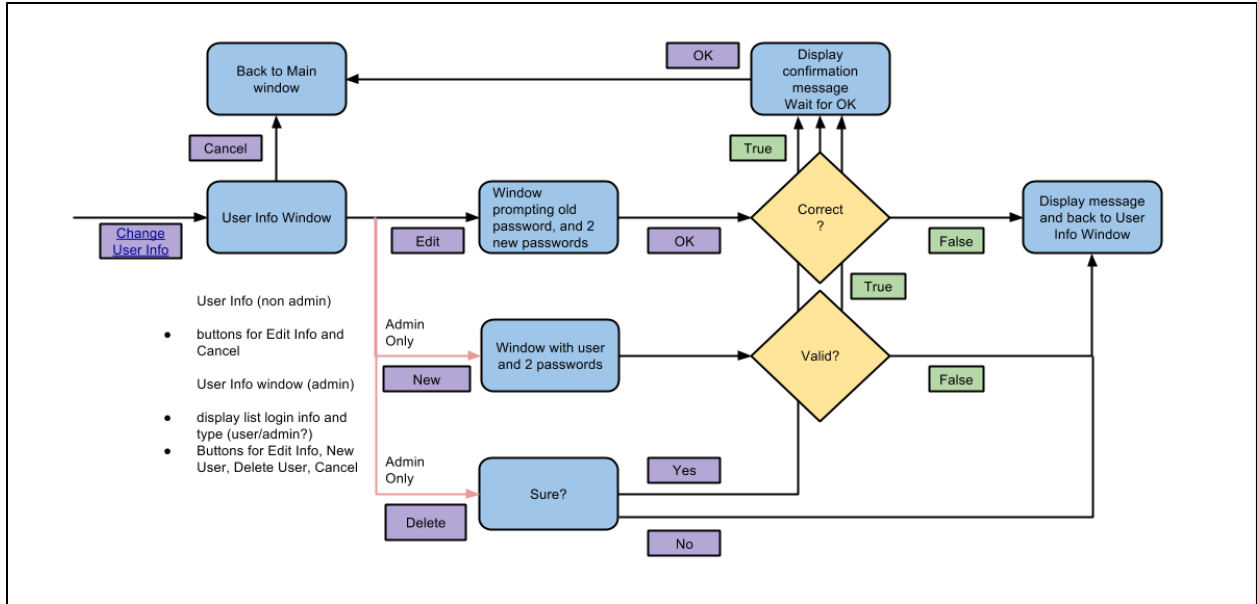 Back to Main
window
OK
Display
confirmation
message
Wait for OK
Cancel
True
Change
User Info
User Info Window
Edit
Window
prompting old
password, and 2
new passwords
OK
Correct
?
False
Display message
and back to User
Info Window
True
User Info (non admin)
● buttons for Edit Info and
Cancel
User Info window (admin)
● display list login info and
type (user/admin?)
● Buttons for Edit Info, New
User, Delete User, Cancel
Admin
Only
New
Window with user
and 2 passwords
Valid?
False
Admin
Only
Delete
Sure?
Yes
No